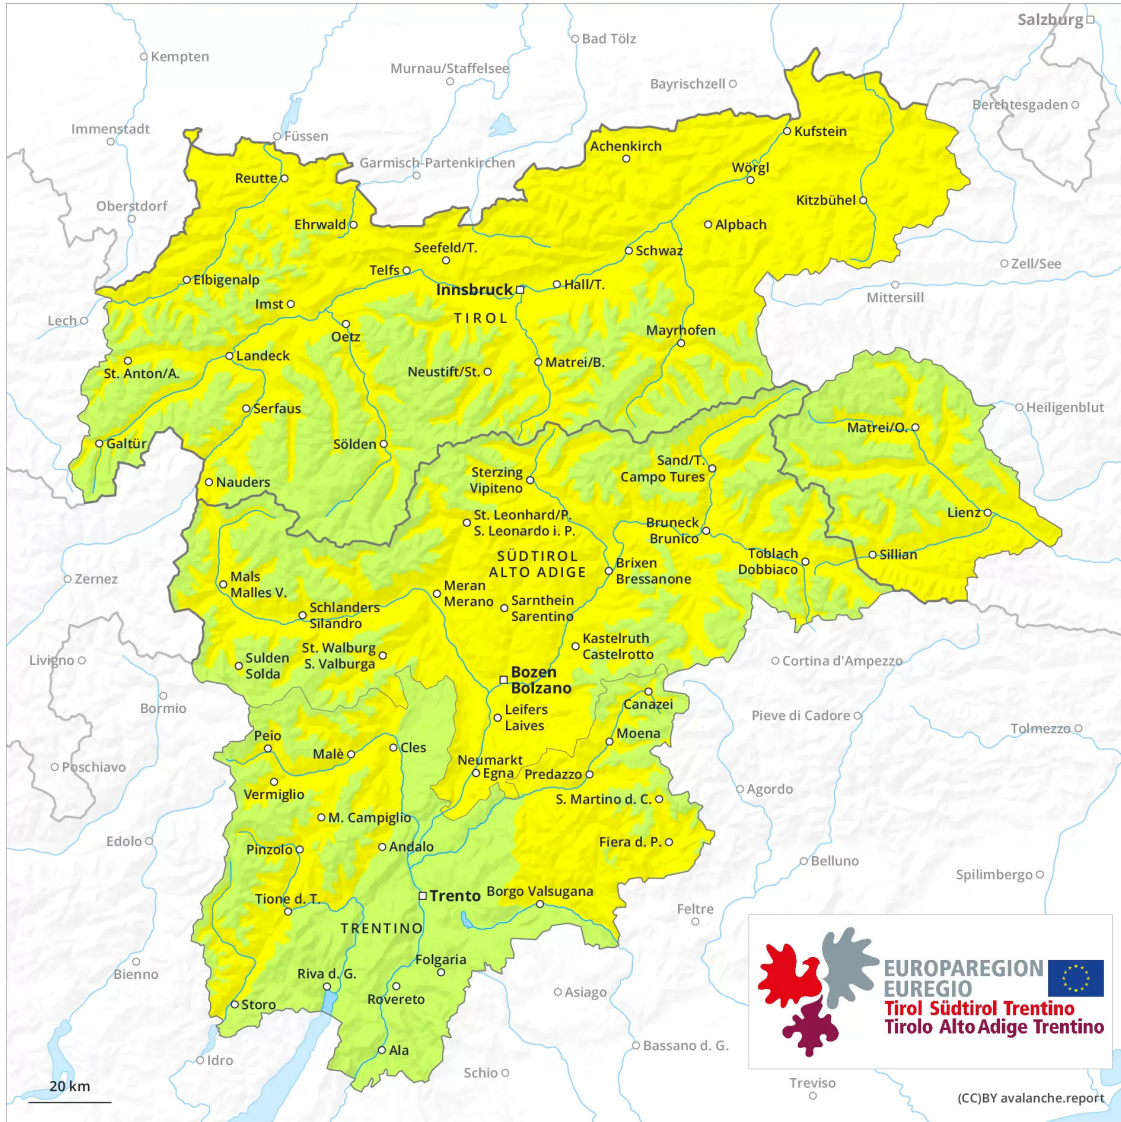 Salzburg
Bad Tölz
Kempten
Murnau/Staffelsee
Bayrischzell
Berchtesgaden
Immenstadt
Füssen
Kufstein
Achenkirch
Garmisch-Partenkirchen
Wörgl
Reutte
Kitzbühel
Oberstdorf
Ehrwald
Alpbach
Seefeld/T.
Schwaz
Telfs
Zell/See
Elbigenalp
Innsbruck
Hall/T.
Mittersill
Imst
TIROL
Lech
Mayrhofen
Oetz
Landeck
Matrei/B.
St. Anton/A.
Neustift/St.
Serfaus
Heiligenblut
Matrei/O.
Galtür
Sölden
Sand/T.
Campo Tures
Sterzing
Vipiteno
Nauders
Lienz
St. Leonhard/P.
S. Leonardo i. P.
Bruneck
Brunico
SÜDTIROL
ALTO ADIGE
Toblach
Dobbiaco
Sillian
Brixen
Bressanone
Zernez
Mals
Malles V.
Meran
Merano
Schlanders
Silandro
Sarnthein
Sarentino
Kastelruth
Castelrotto
St. Walburg
S. Valburga
Livigno
Sulden
Solda
Cortina d'Ampezzo
Bozen
Bolzano
Bormio
Canazei
Leifers
Laives
Pieve di Cadore
Tolmezzo
Peio
Malè
Cles
Moena
Poschiavo
Neumarkt
Egna
Predazzo
Vermiglio
Agordo
S. Martino d. C.
M. Campiglio
Edolo
Pinzolo
Andalo
Fiera d. P.
Belluno
Spilimbergo
Tione d. T.
Trento
Borgo Valsugana
Feltre
TRENTINO
Folgaria
Bienno
Riva d. G.
Rovereto
Asiago
Storo
EUROPAREGION
EUREGIO
Tirol Südtirol Trentino
Tirolo Alto Adige Trentino
Ala
Bassano d. G.
Idro
Schio
Treviso
20 km
(CC)BY avalanche.report